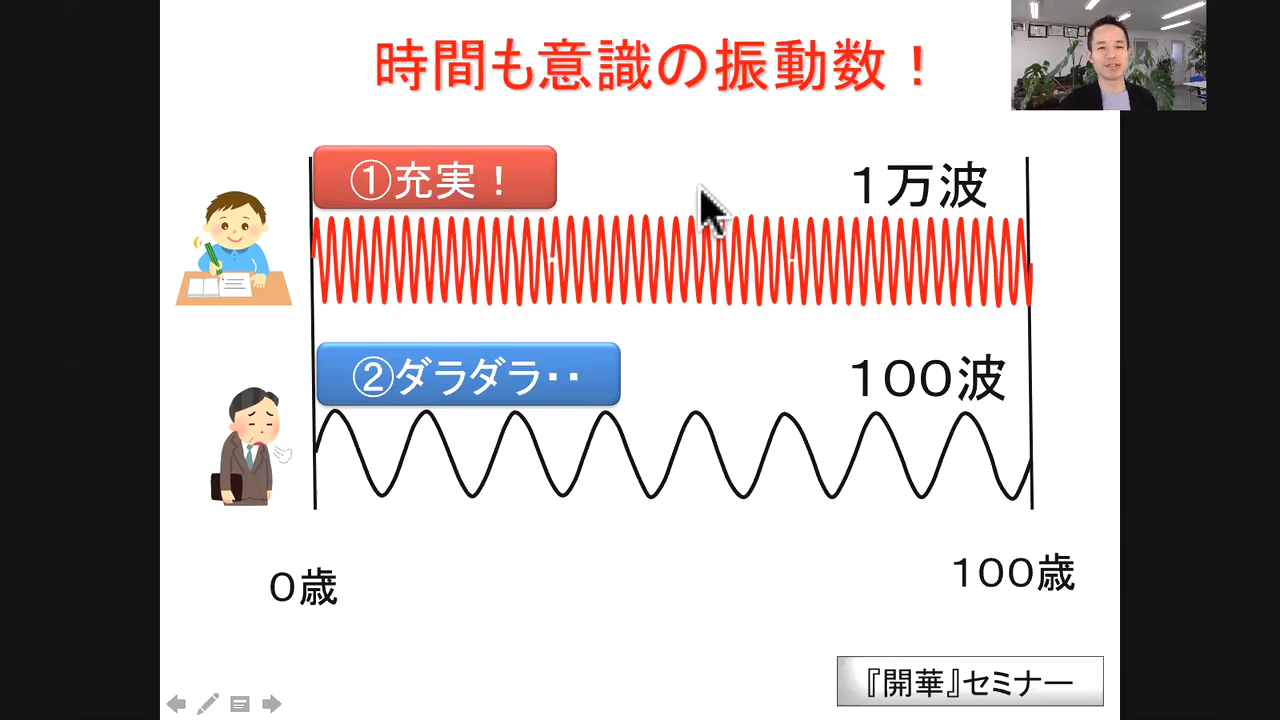 時間も意識の振動数！
①充実！
1万波
②ダラダラ・・
100波
0歳
100歳
『開華』セミナー